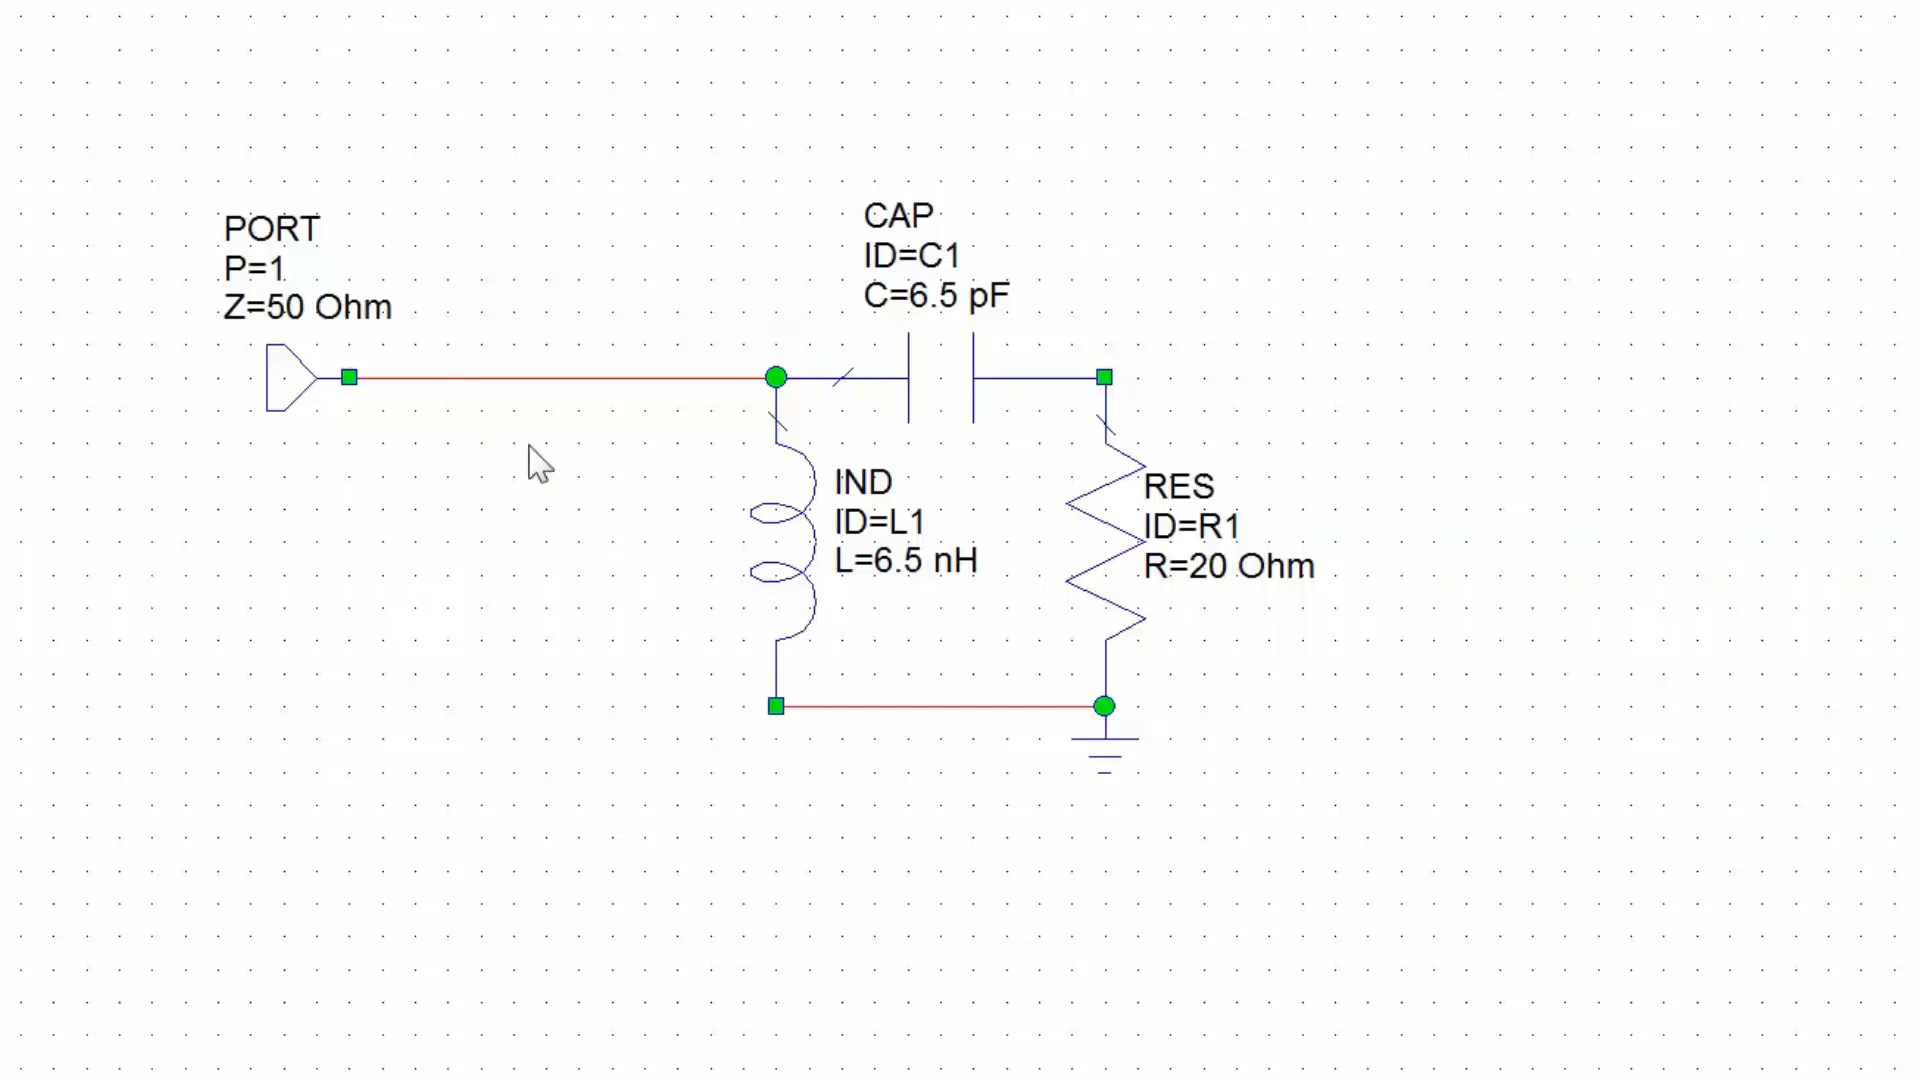 PORT
P=1
Z=50 Ohm
CAP
ID=C1
C=6.5 pF
IND
ID=L1
L=6.5 nH
RES
ID=R1
R=20 Ohm